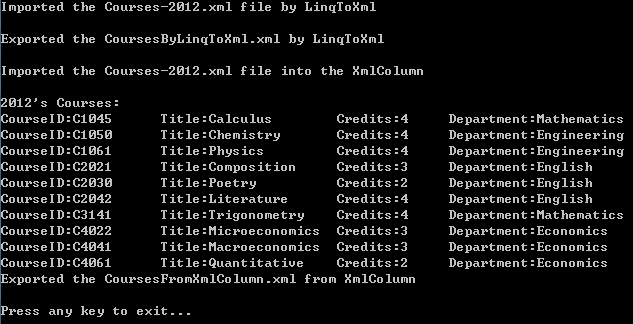 Imported the Courses-2012.xml file by LinqToXml
Exported the CoursesByLinqToXml.xml by LinqToXml
Imported the Courses-2012.xml file into the XmlColumn
2012's Courses:
CourseID:C1045 Title:Calculus Credits:4 Department:Mathematics
CourseID:C1050 Title:Chemistry Credits:4 Department:Engineering
CourseID:C1061 Title:Physics Credits:4 Department:Engineering
CourseID:C2021 Title:Composition Credits:3 Department:English
CourseID:C2030 Title:Poetry Credits:2 Department:English
CourseID:C2042 Title:Literature Credits:4 Department:English
CourseID:C3141 Title:Trigonometry Credits:4 Department:Mathematics
CourseID:C4022 Title:Microeconomics Credits:3 Department:Economics
CourseID:C4041 Title:Macroeconomics Credits:3 Department:Economics
CourseID:C4061 Title:Quantitative Credits:2 Department:Economics
Exported the CoursesFromXmlColumn.xml from XmlColumn
Press any key to exit...